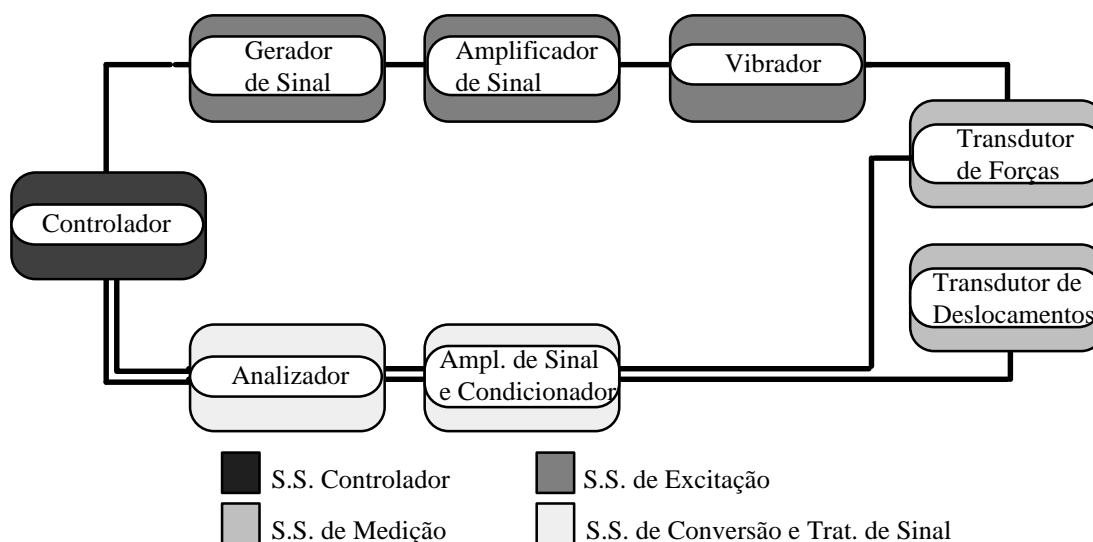 Gerador
de Sinal
Amplificador
de Sinal
Vibrador
Transdutor
de Forças
Controlador
Transdutor de
Deslocamentos
Analizador
Ampl. de Sinal
e Condicionador
S.S. Controlador
S.S. de Excitação
S.S. de Medição
S.S. de Conversão e Trat. de Sinal